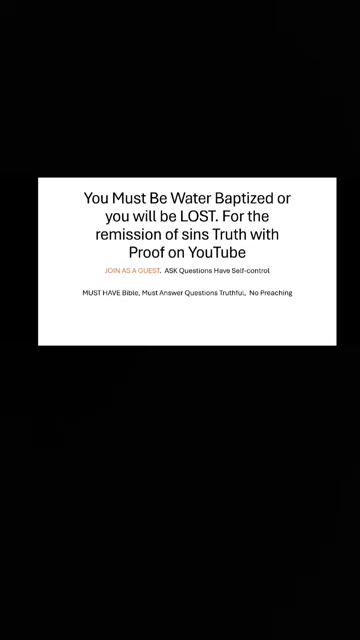 You Must Be Water Baptized or
you will be LOST. For the
remission of sins Truth with
Proof on YouTube
JOIN AS A GUEST. ASK Questions Have Self-control
MUST HAVE Bible, Must Answer Questions Truthful, No Preaching